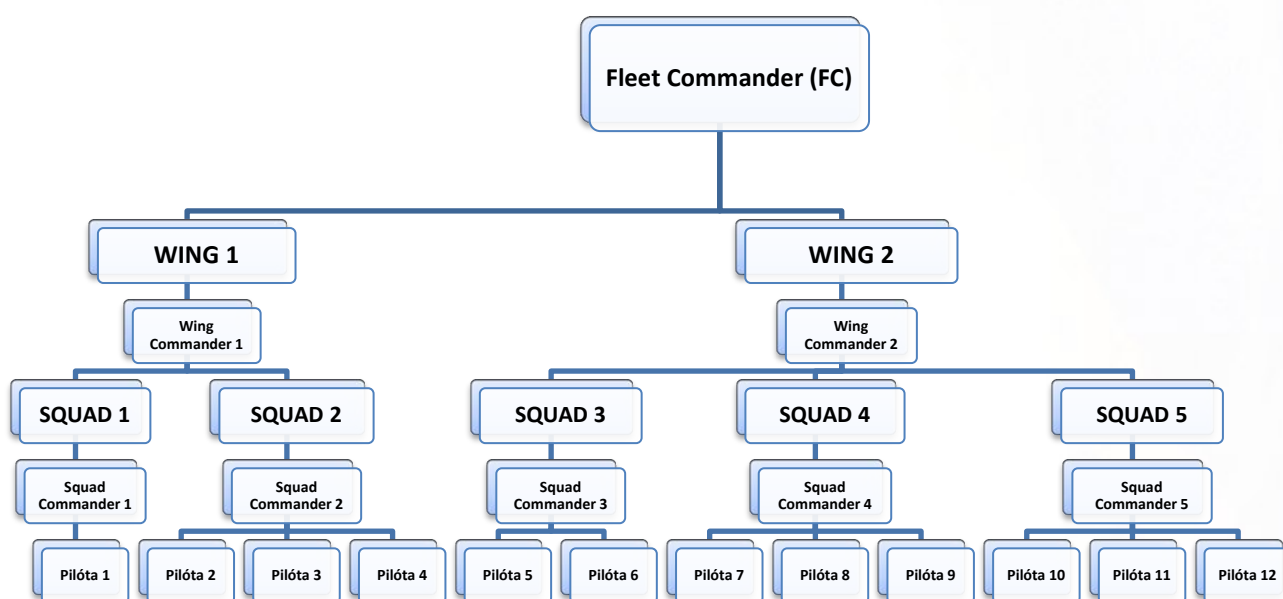 Fleet Commander (FC)
WING 1
WING 2
Wing
Commander 1
Wing
Commander 2
SQUAD 1
SQUAD 2
SQUAD 3
SQUAD 4
SQUAD 5
Squad
Commander 1
Squad
Commander 2
Squad
Commander 3
Squad
Commander 4
Squad
Commander 5
Pilóta 1
Pilóta 2
Pilóta 3
Pilóta 4
Pilóta 5
Pilóta 6
Pilóta 7
Pilóta 8
Pilóta 9
Pilóta 10
Pilóta 11
Pilóta 12